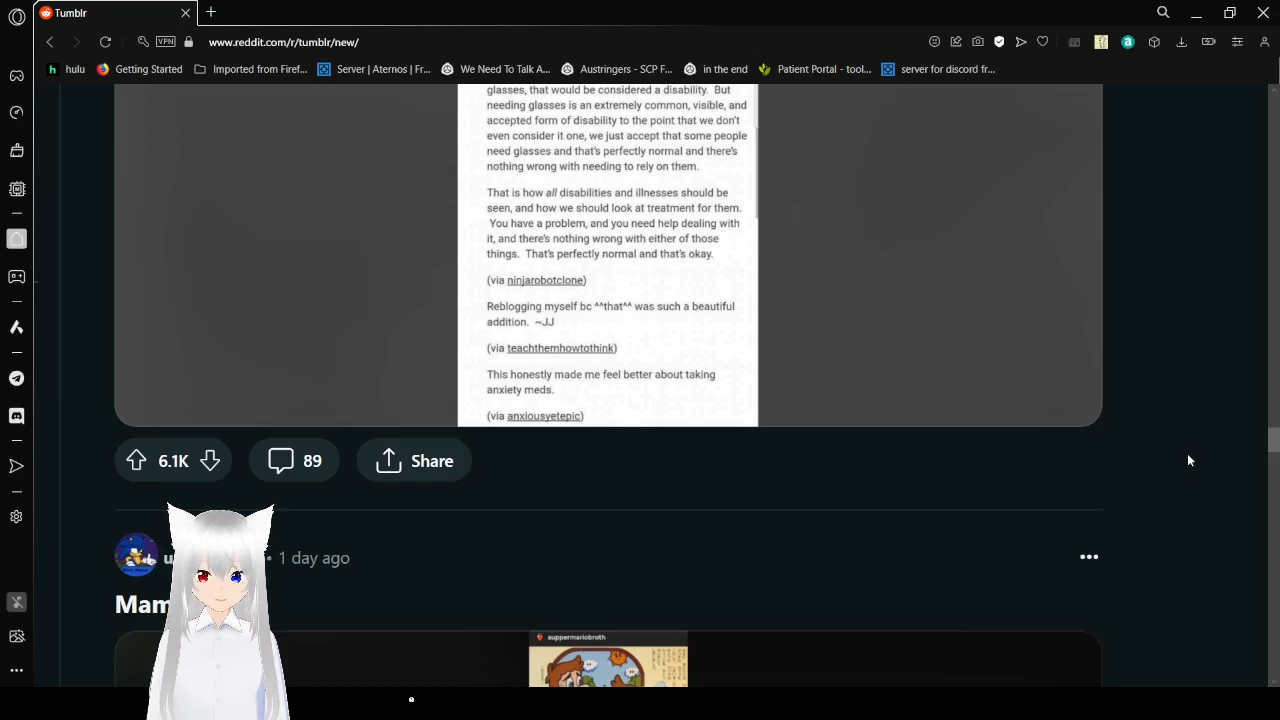 Tumblr
VPN
www.reddit.com/r/tumblr/new/
hulu
Getting Started
Imported from Firef...
Server | Aternos | Fr...
We Need To Talk A...
Austringers - SCP F...
in the end
Patient Portal - tool...
server for discord fr...
glasses, that would be considered a disability. But
needing glasses is an extremely common, visible, and
accepted form of disability to the point that we don't
even consider it one, we just accept that some people
need glasses and that's perfectly normal and there's
nothing wrong with needing to rely on them.
That is how all disabilities and illnesses should be
seen, and how we should look at treatment for them.
You have a problem, and you need help dealing with
it, and there's nothing wrong with either of those
things. That's perfectly normal and that's okay.
(via ninjarobotclone)
Reblogging myself bc ^^that^^ was such a beautiful
addition. ~JJ
(via teachthemhowtothink)
This honestly made me feel better about taking
anxiety meds.
(via anxiousyetepic)
6.1K
89
Share
• 1 day ago
suppermariobroth